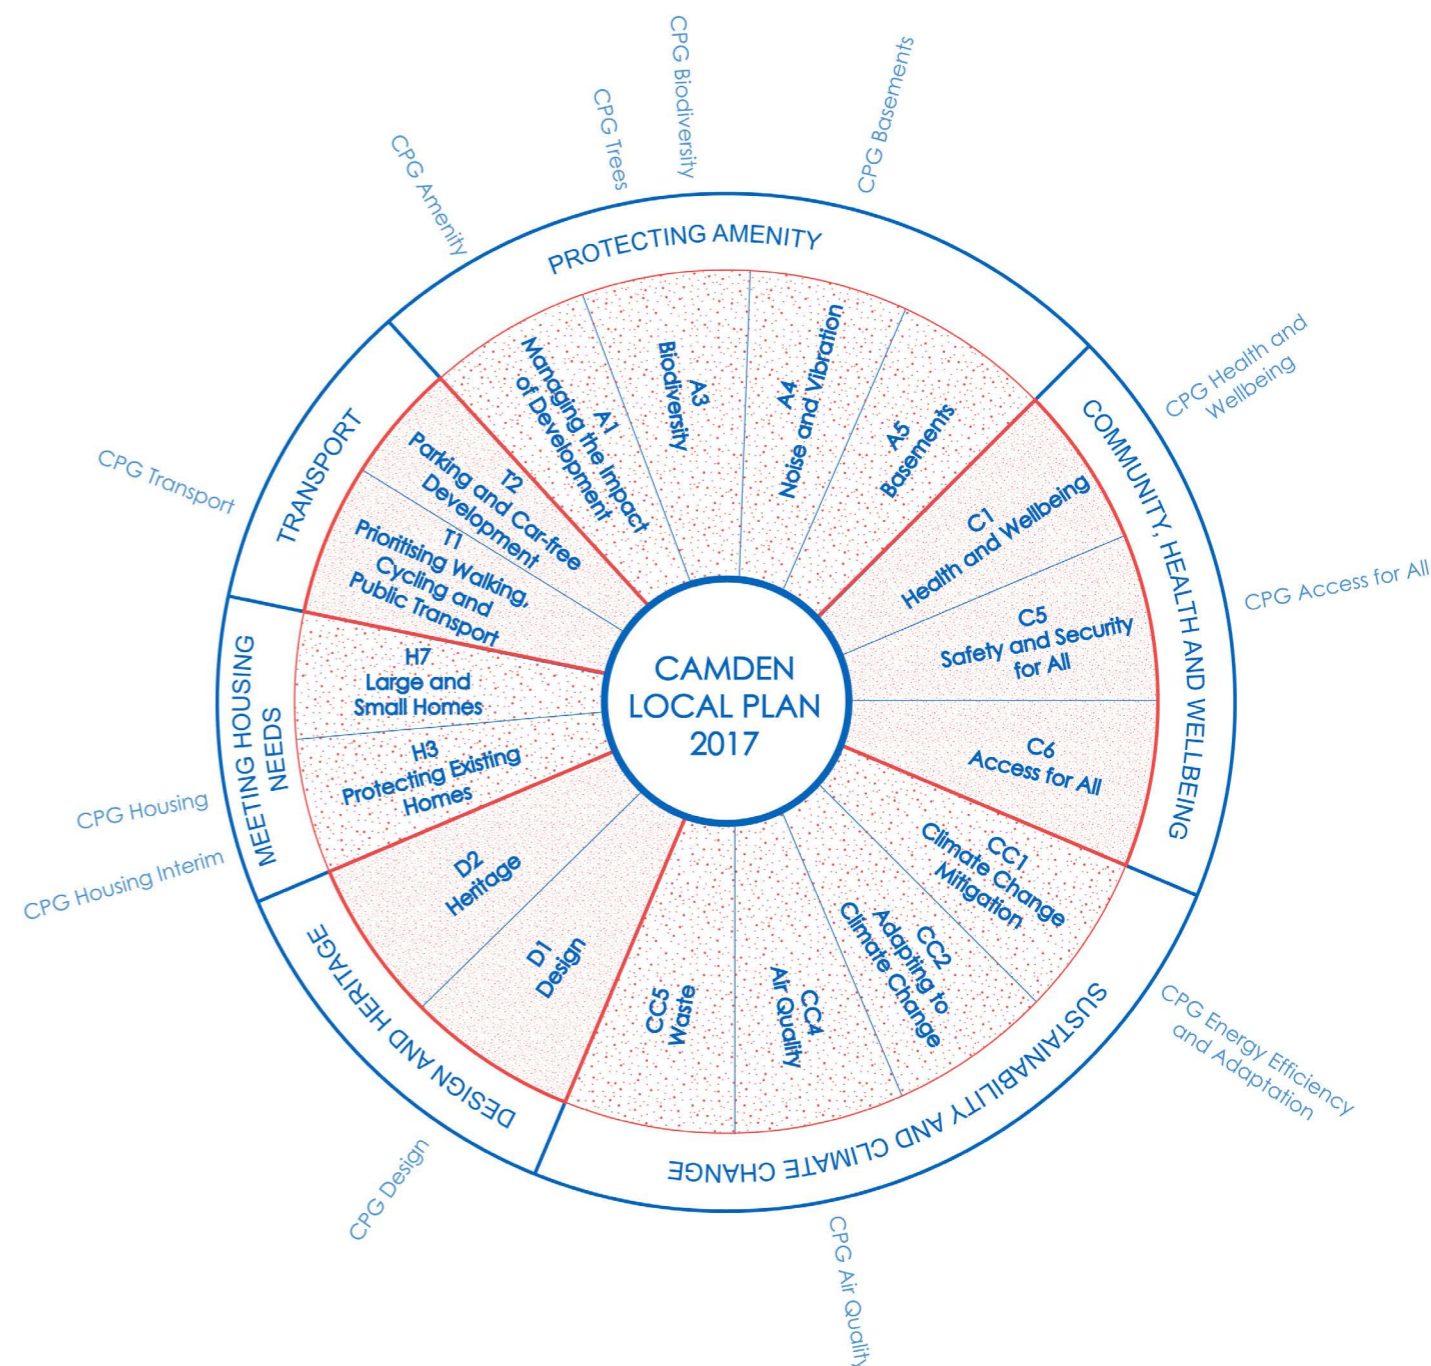 CAMDEN
LOCAL PLAN
2017
PROTECTING AMENITY
A1
Managing the Impact
of Development
A3
Biodiversity
A4
Noise and Vibration
A5
Basements
COMMUNITY, HEALTH AND WELLBEING
C1
Health and Wellbeing
C5
Safety and Security
for All
C6
Access for All
SUSTAINABILITY AND CLIMATE CHANGE
CC1
Climate Change
Mitigation
CC2
Adapting to
Climate Change
CC4
Air Quality
CC5
Waste
DESIGN AND HERITAGE
D1
Design
D2
Heritage
MEETING HOUSING
NEEDS
H3
Protecting Existing
Homes
H7
Large and
Small Homes
TRANSPORT
T1
Prioritising Walking,
Cycling and
Public Transport
T2
Parking and Car-free
Development
CPG Amenity
CPG Trees
CPG Biodiversity
CPG Basements
CPG Health and
Wellbeing
CPG Access for All
CPG Energy Efficiency
and Adaptation
CPG Air Quality
CPG Design
CPG Housing Interim
CPG Housing
CPG Transport